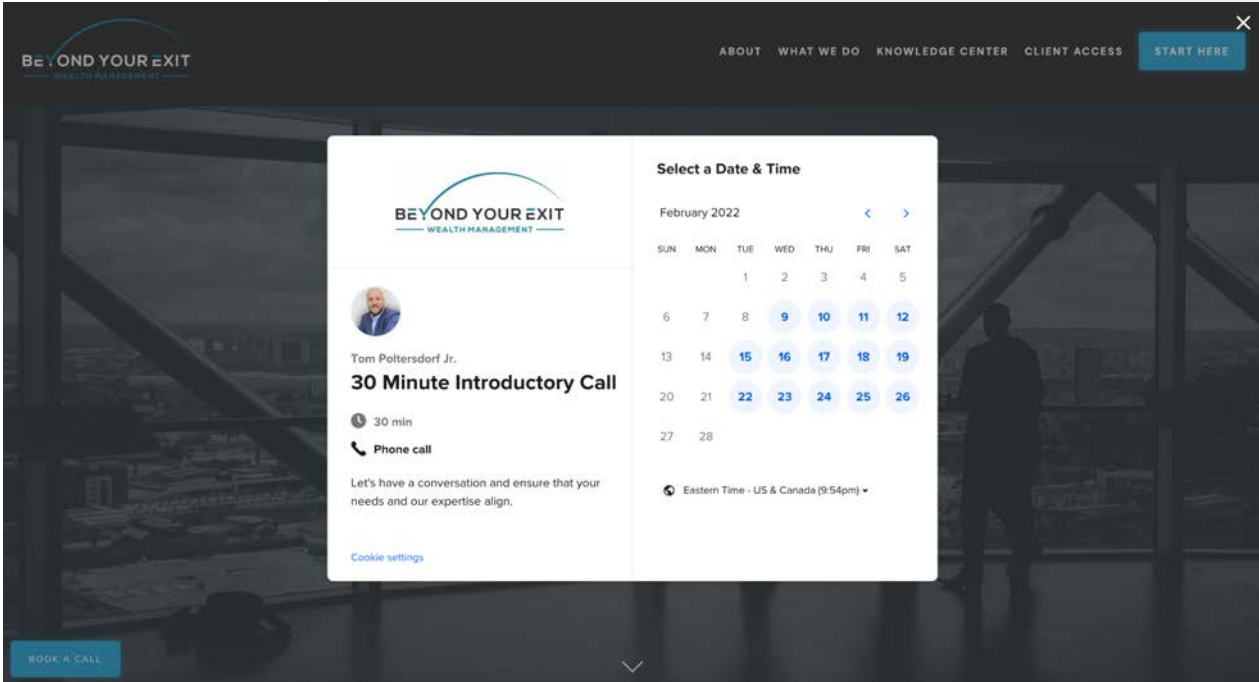 BEYOND YOUR EXIT
WEALTH MANAGEMENT
ABOUT WHAT WE DO KNOWLEDGE CENTER CLIENT ACCESS START HERE
BEYOND YOUR EXIT
WEALTH MANAGEMENT
Tom Poltersdorf Jr.
30 Minute Introductory Call
30 min
Phone call
Let's have a conversation and ensure that your
needs and our expertise align.
Cookie settings
Select a Date & Time
February 2022
SUN MON TUE WED THU FRI SAT
1 2 3 4 5
6 7 8 9 10 11 12
13 14 15 16 17 18 19
20 21 22 23 24 25 26
27 28
Eastern Time - US & Canada (9:54pm)
BOOK A CALL